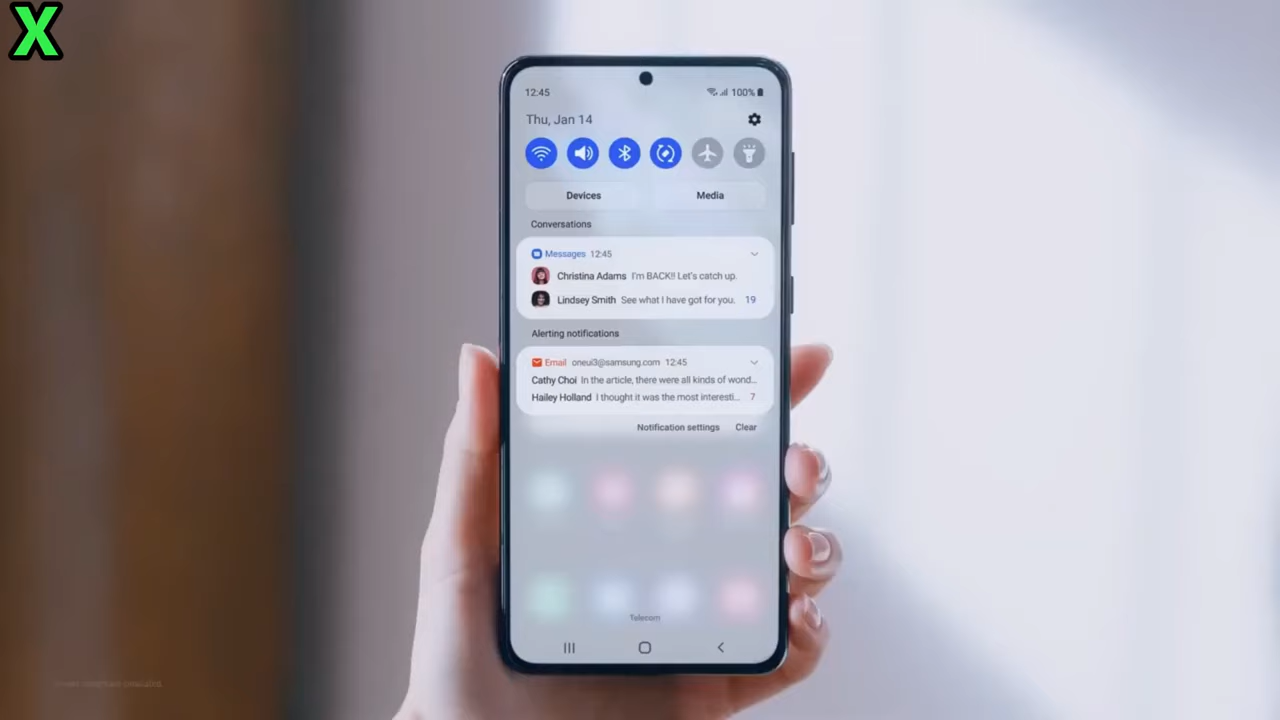 X
12:45 100%
Thu, Jan 14
Devices Media
Conversations
Messages 12:45
Christina Adams I'm BACK!! Let's catch up.
Lindsey Smith See what I have got for you. 19
Alerting notifications
Email oneui3@samsung.com 12:45
Cathy Choi In the article, there were all kinds of wond...
Hailey Holland I thought it was the most interesti... 7
Notification settings Clear
Telecom